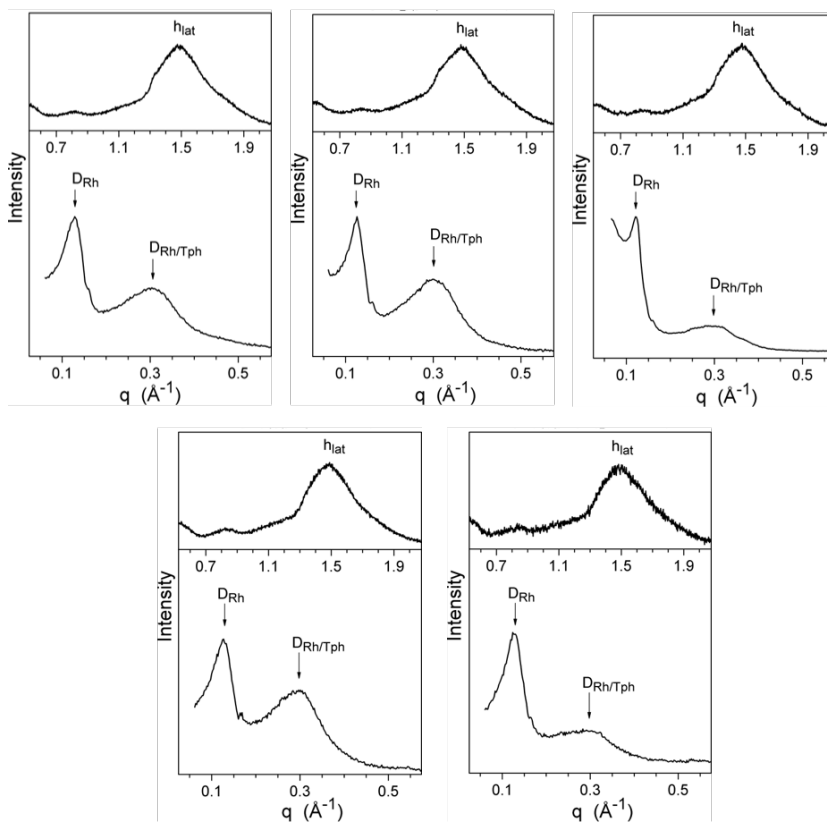 h_lat
0.7 1.1 1.5 1.9
Intensity
D_Rh
D_Rh/Tph
0.1 0.3 0.5
q (Å⁻¹)
h_lat
0.7 1.1 1.5 1.9
Intensity
D_Rh
D_Rh/Tph
0.1 0.3 0.5
q (Å⁻¹)
h_lat
0.7 1.1 1.5 1.9
Intensity
D_Rh
D_Rh/Tph
0.1 0.3 0.5
q (Å⁻¹)
h_lat
0.7 1.1 1.5 1.9
Intensity
D_Rh
D_Rh/Tph
0.1 0.3 0.5
q (Å⁻¹)
h_lat
0.7 1.1 1.5 1.9
Intensity
D_Rh
D_Rh/Tph
0.1 0.3 0.5
q (Å⁻¹)